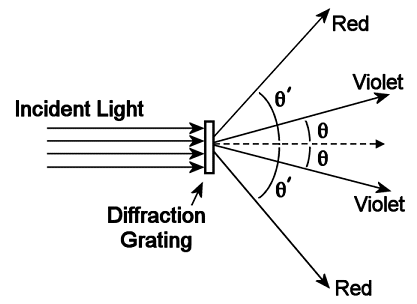 Red
Violet
θ′
Incident Light
θ
θ
θ′
Diffraction
Grating
Violet
Red